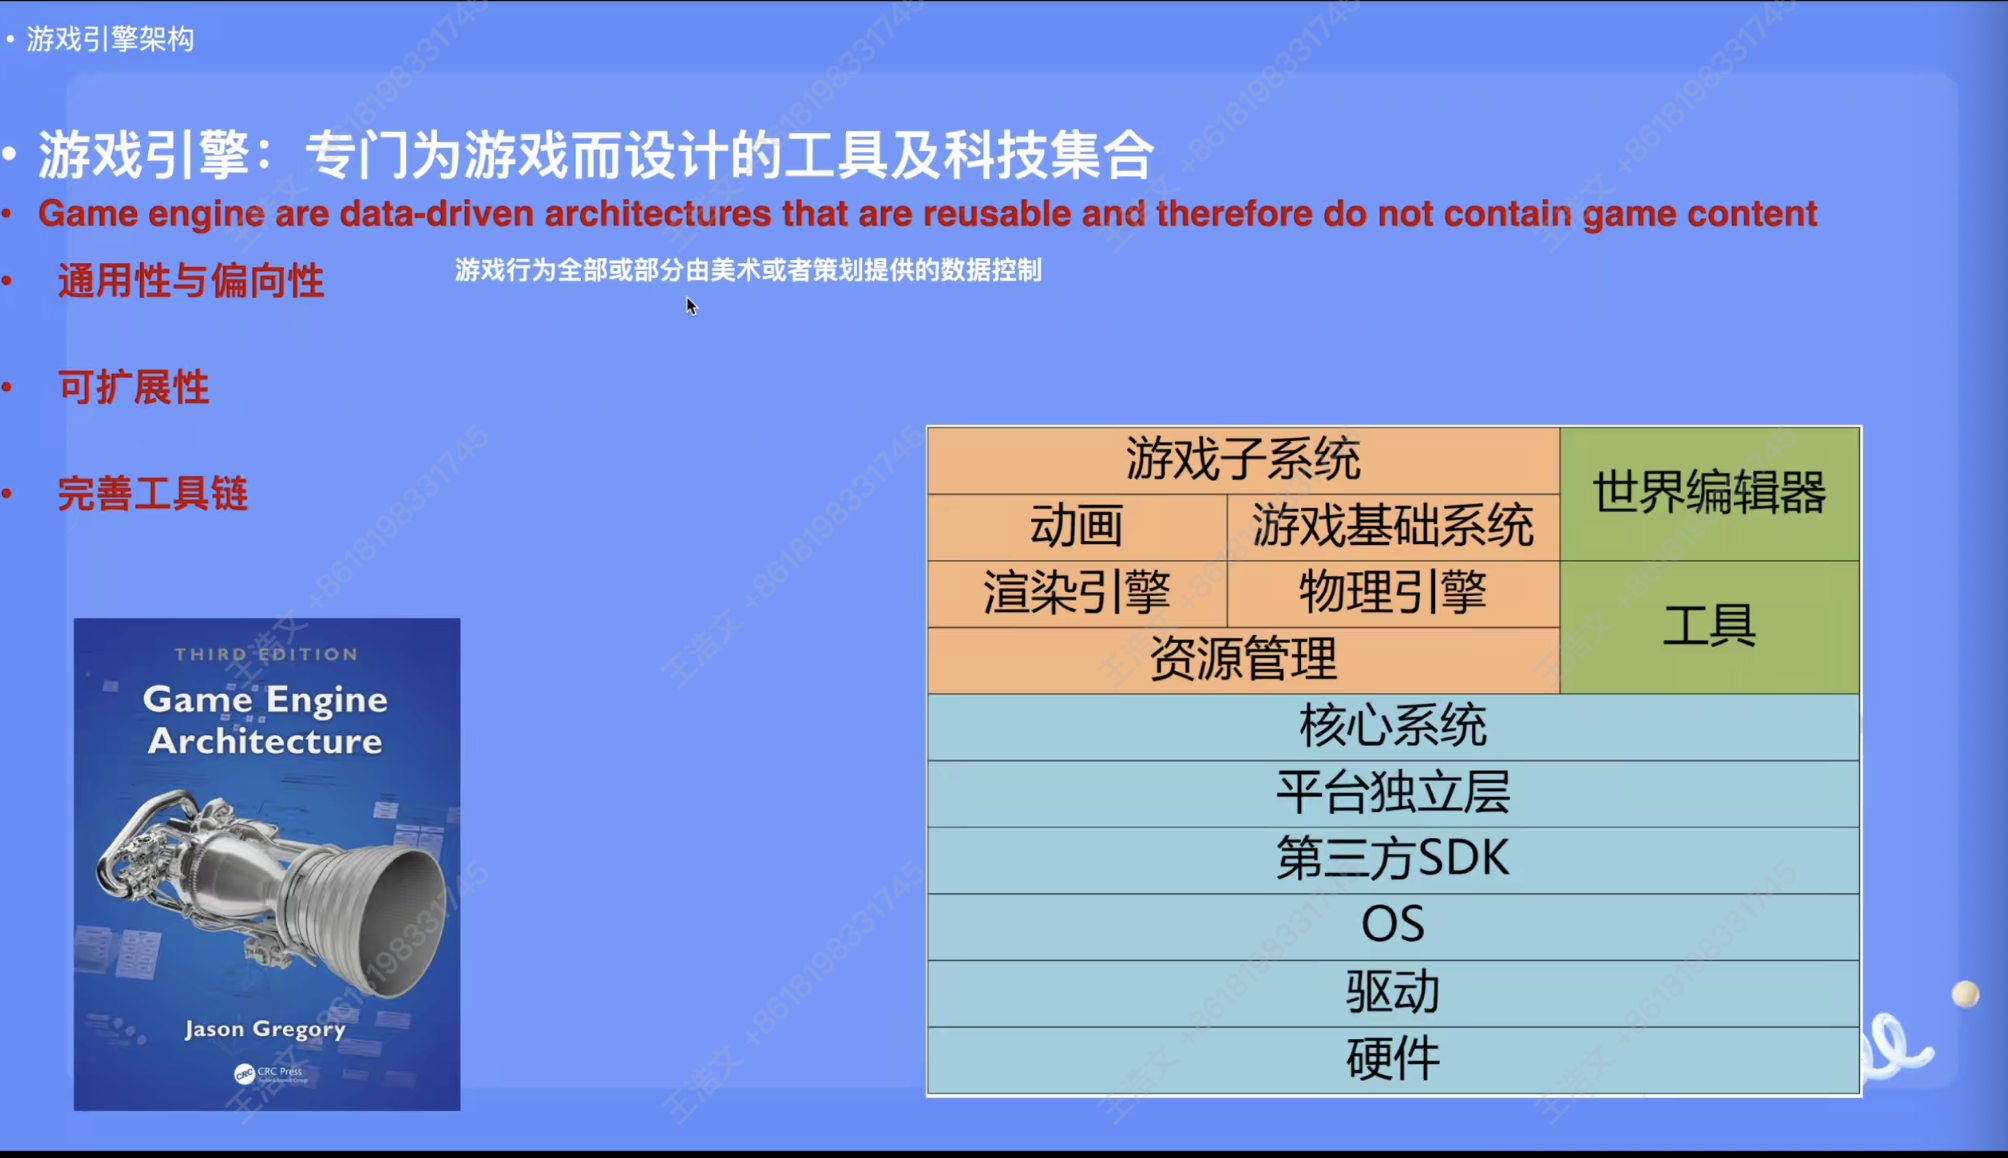 • 游戏引擎架构
• 游戏引擎：专门为游戏而设计的工具及科技集合
• Game engine are data-driven architectures that are reusable and therefore do not contain game content
• 通用性与偏向性
游戏行为全部或部分由美术或者策划提供的数据控制
• 可扩展性
• 完善工具链
THIRD EDITION
Game Engine
Architecture
Jason Gregory
CRC
CRC Press
游戏子系统
世界编辑器
动画
游戏基础系统
渲染引擎
物理引擎
工具
资源管理
核心系统
平台独立层
第三方SDK
OS
驱动
硬件
王浩文 +8618198331745